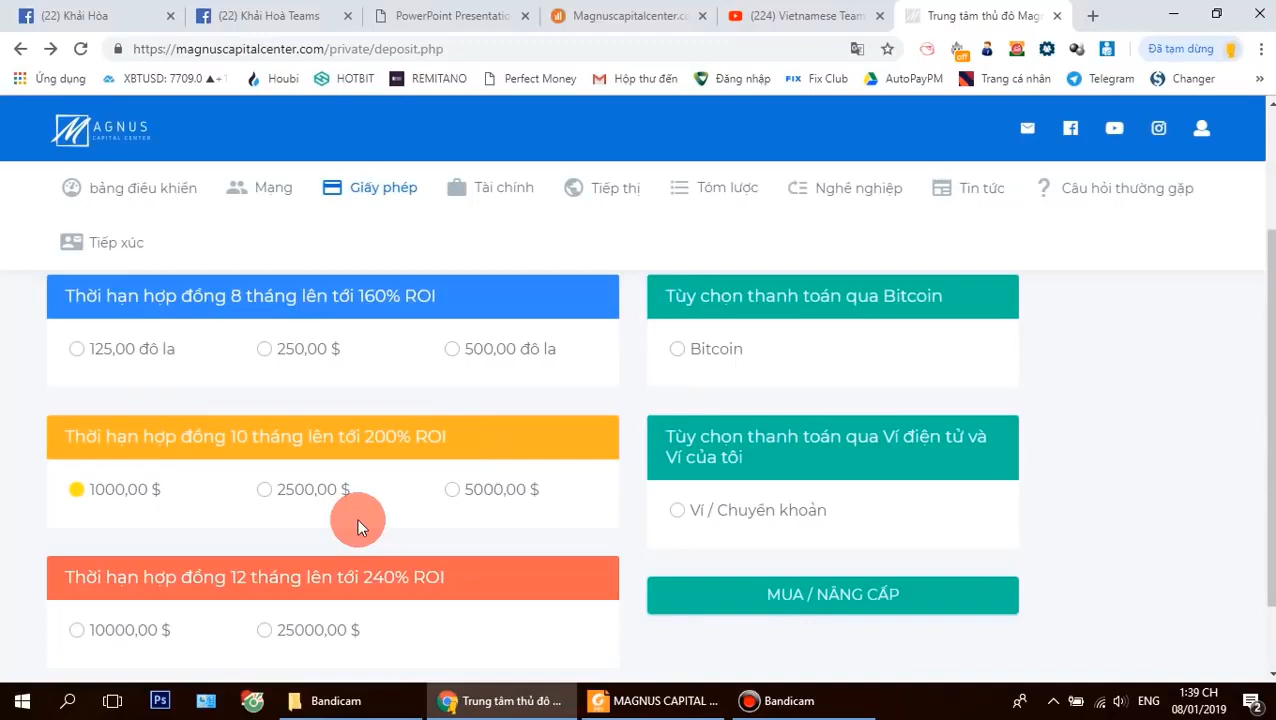 (22) Khải Hòa
(22) Khải Hoà Teams
PowerPoint Presentatio
Magnuscapitalcenter.co
(224) Vietnamese Team
Trung tâm thủ đô Magn
https://magnuscapitalcenter.com/private/deposit.php
off
Đã tạm dừng
Ứng dụng
XBTUSD: 7709.0
Houbi
HOTBIT
REMITANO
Perfect Money
Hộp thư đến
Đăng nhập
FIX Fix Club
AutoPayPM
Trang cá nhân
Telegram
Changer
MAGNUS
CAPITAL CENTER
bảng điều khiển
Mạng
Giấy phép
Tài chính
Tiếp thị
Tóm lược
Nghề nghiệp
Tin tức
Câu hỏi thường gặp
Tiếp xúc
Thời hạn hợp đồng 8 tháng lên tới 160% ROI
125,00 đô la
250,00 $
500,00 đô la
Thời hạn hợp đồng 10 tháng lên tới 200% ROI
1000,00 $
2500,00 $
5000,00 $
Thời hạn hợp đồng 12 tháng lên tới 240% ROI
10000,00 $
25000,00 $
Tùy chọn thanh toán qua Bitcoin
Bitcoin
Tùy chọn thanh toán qua Ví điện tử và
Ví của tôi
Ví / Chuyển khoản
MUA / NÂNG CẤP
Ps
Bandicam
Trung tâm thủ đô ...
MAGNUS CAPITAL ...
Bandicam
ENG
1:39 CH
08/01/2019
2